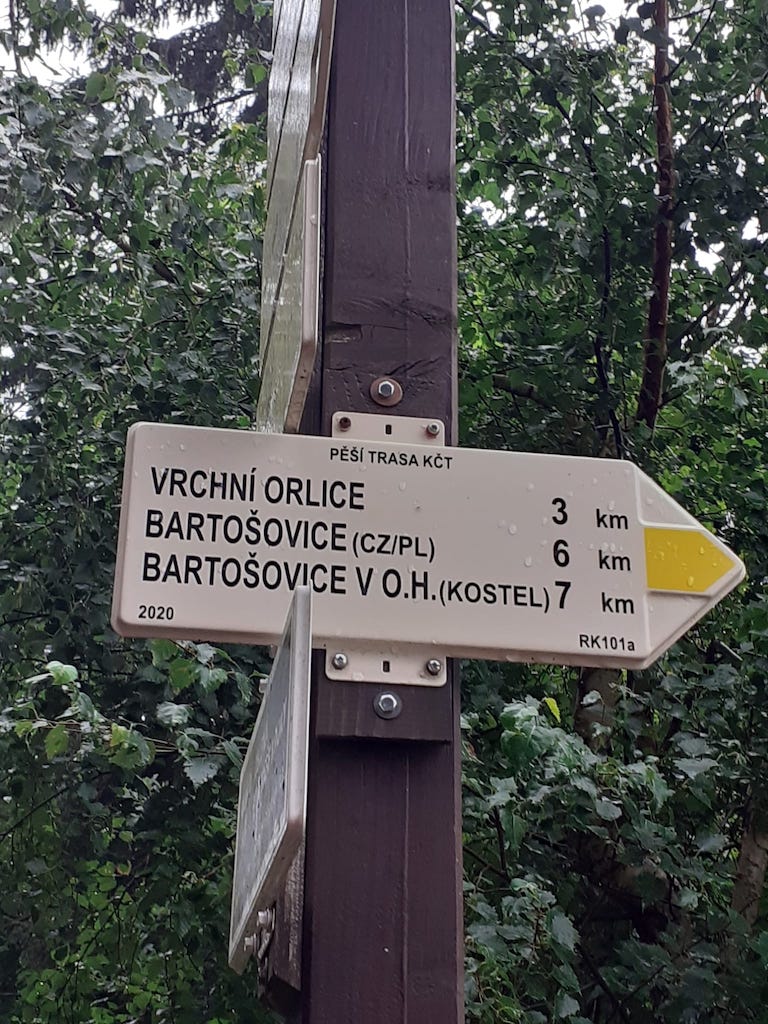 PĚŠÍ TRASA KČT
VRCHNÍ ORLICE 3 km
BARTOŠOVICE (CZ/PL) 6 km
BARTOŠOVICE V O.H.(KOSTEL) 7 km
2020 RK101a